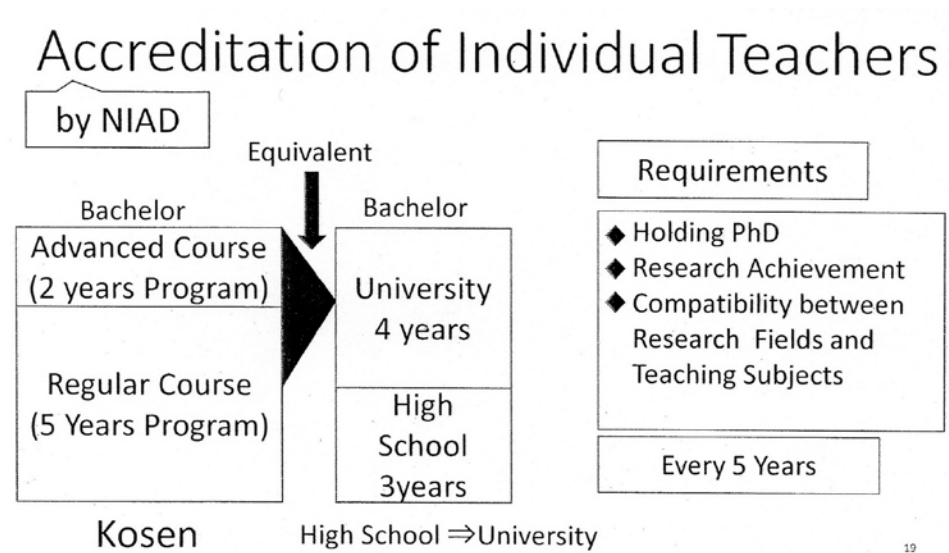 Accreditation of Individual Teachers
by NIAD
Equivalent
Bachelor
Advanced Course
(2 years Program)
Regular Course
(5 Years Program)
Kosen
Bachelor
University
4 years
High
School
3years
High School ⇒University
Requirements
◆ Holding PhD
◆ Research Achievement
◆ Compatibility between
Research Fields and
Teaching Subjects
Every 5 Years
19